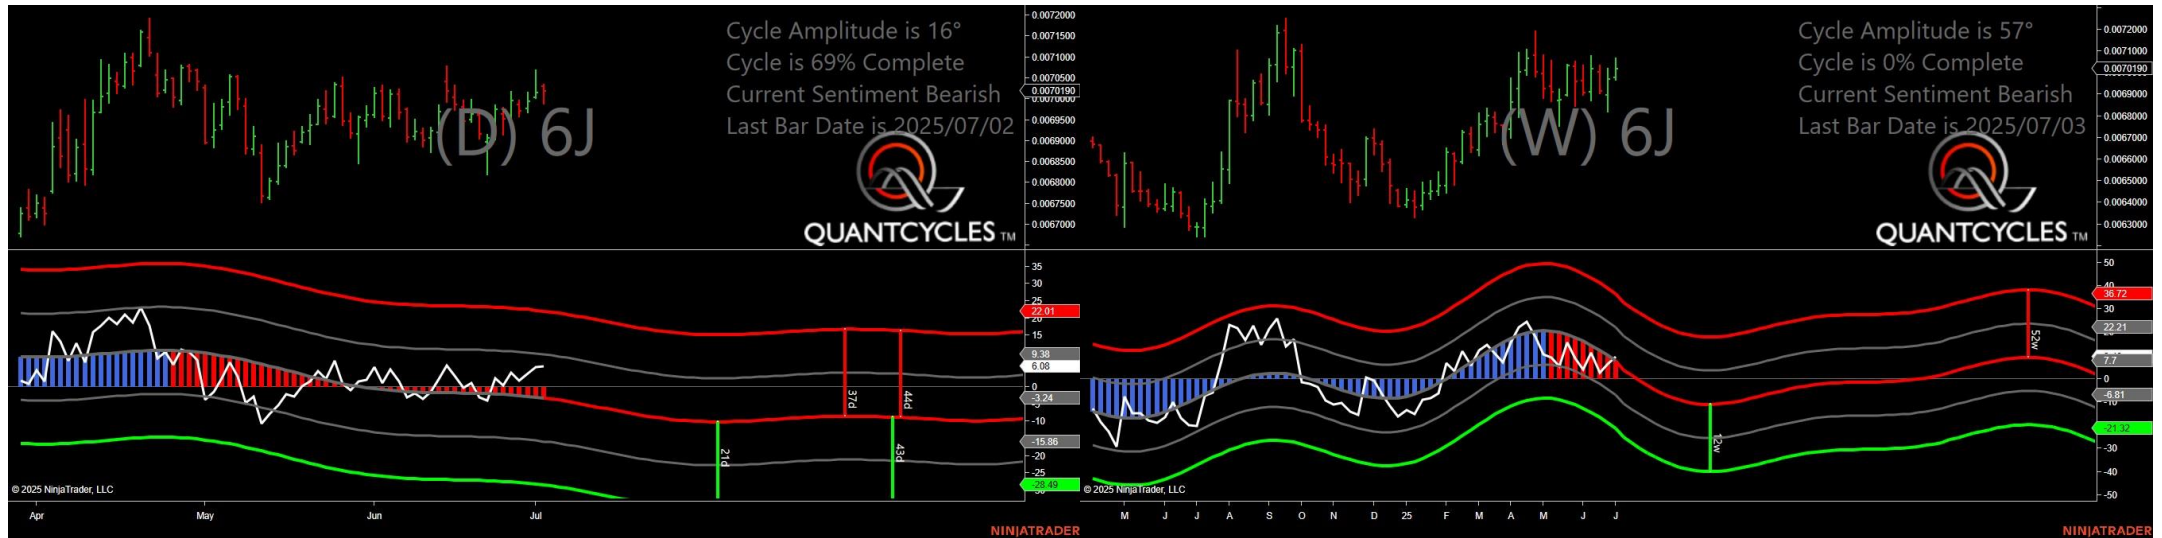 Cycle Amplitude is 16°
Cycle is 69% Complete
Current Sentiment Bearish
Last Bar Date is 2025/07/02
(D) 6J
QUANTCYCLES TM
0.0072000
0.0071500
0.0071000
0.0070500
0.0070190
0.0070000
0.0069500
0.0069000
0.0068500
0.0068000
0.0067500
0.0067000
35
30
25
22.01
20
15
9.38
6.08
0
-3.24
-10
-15.86
-20
-25
-28.49
37d
44d
21d
43d
© 2025 NinjaTrader, LLC
Apr May Jun Jul
NINJATRADER
Cycle Amplitude is 57°
Cycle is 0% Complete
Current Sentiment Bearish
Last Bar Date is 2025/07/03
(W) 6J
QUANTCYCLES TM
0.0072000
0.0071000
0.0070190
0.0069000
0.0068000
0.0067000
0.0066000
0.0065000
0.0064000
0.0063000
50
40
36.72
30
22.21
7.7
0
-6.81
-21.32
-30
-40
-50
52w
12w
© 2025 NinjaTrader, LLC
M J J A S O N D 25 F M A M J J
NINJATRADER